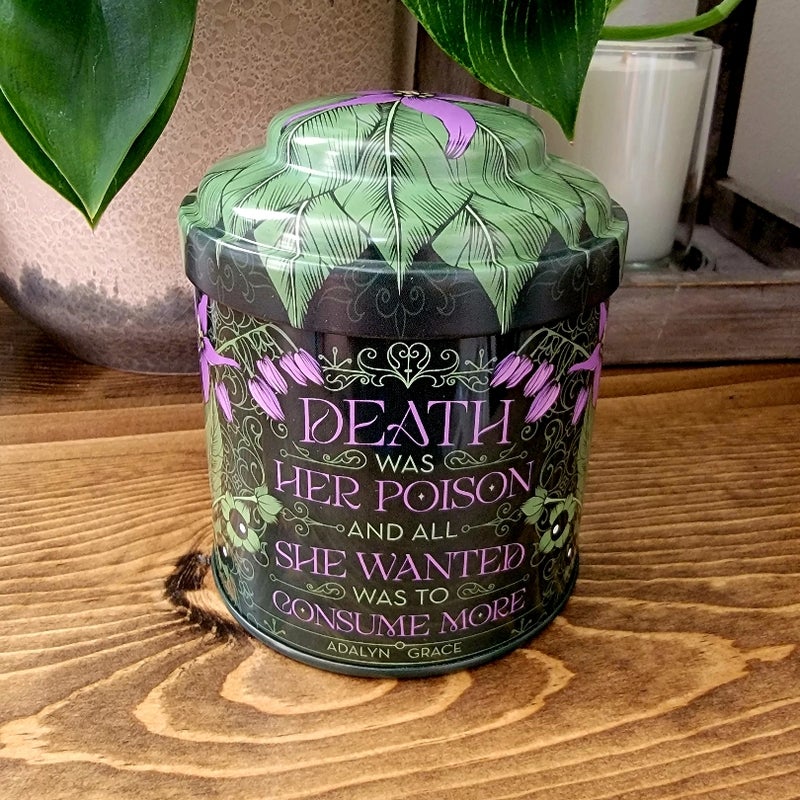 DEATH
WAS
HER POISON
AND ALL
SHE WANTED
WAS TO
CONSUME MORE
ADALYN GRACE